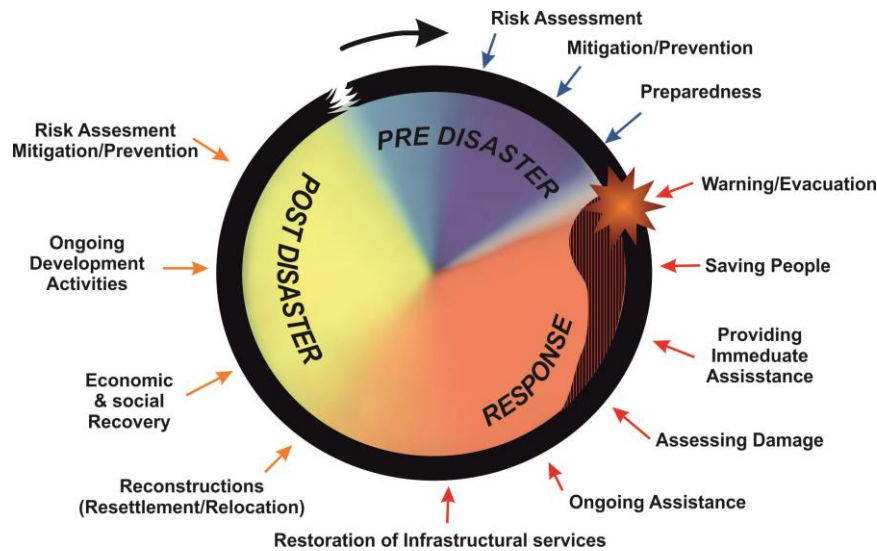 Risk Assessment
Mitigation/Prevention
Preparedness
Warning/Evacuation
Saving People
Providing
Immeduate
Assisstance
Assessing Damage
Ongoing Assistance
Restoration of Infrastructural services
Reconstructions
(Resettlement/Relocation)
Economic
& social
Recovery
Ongoing
Development
Activities
Risk Assesment
Mitigation/Prevention
PRE DISASTER
RESPONSE
POST DISASTER